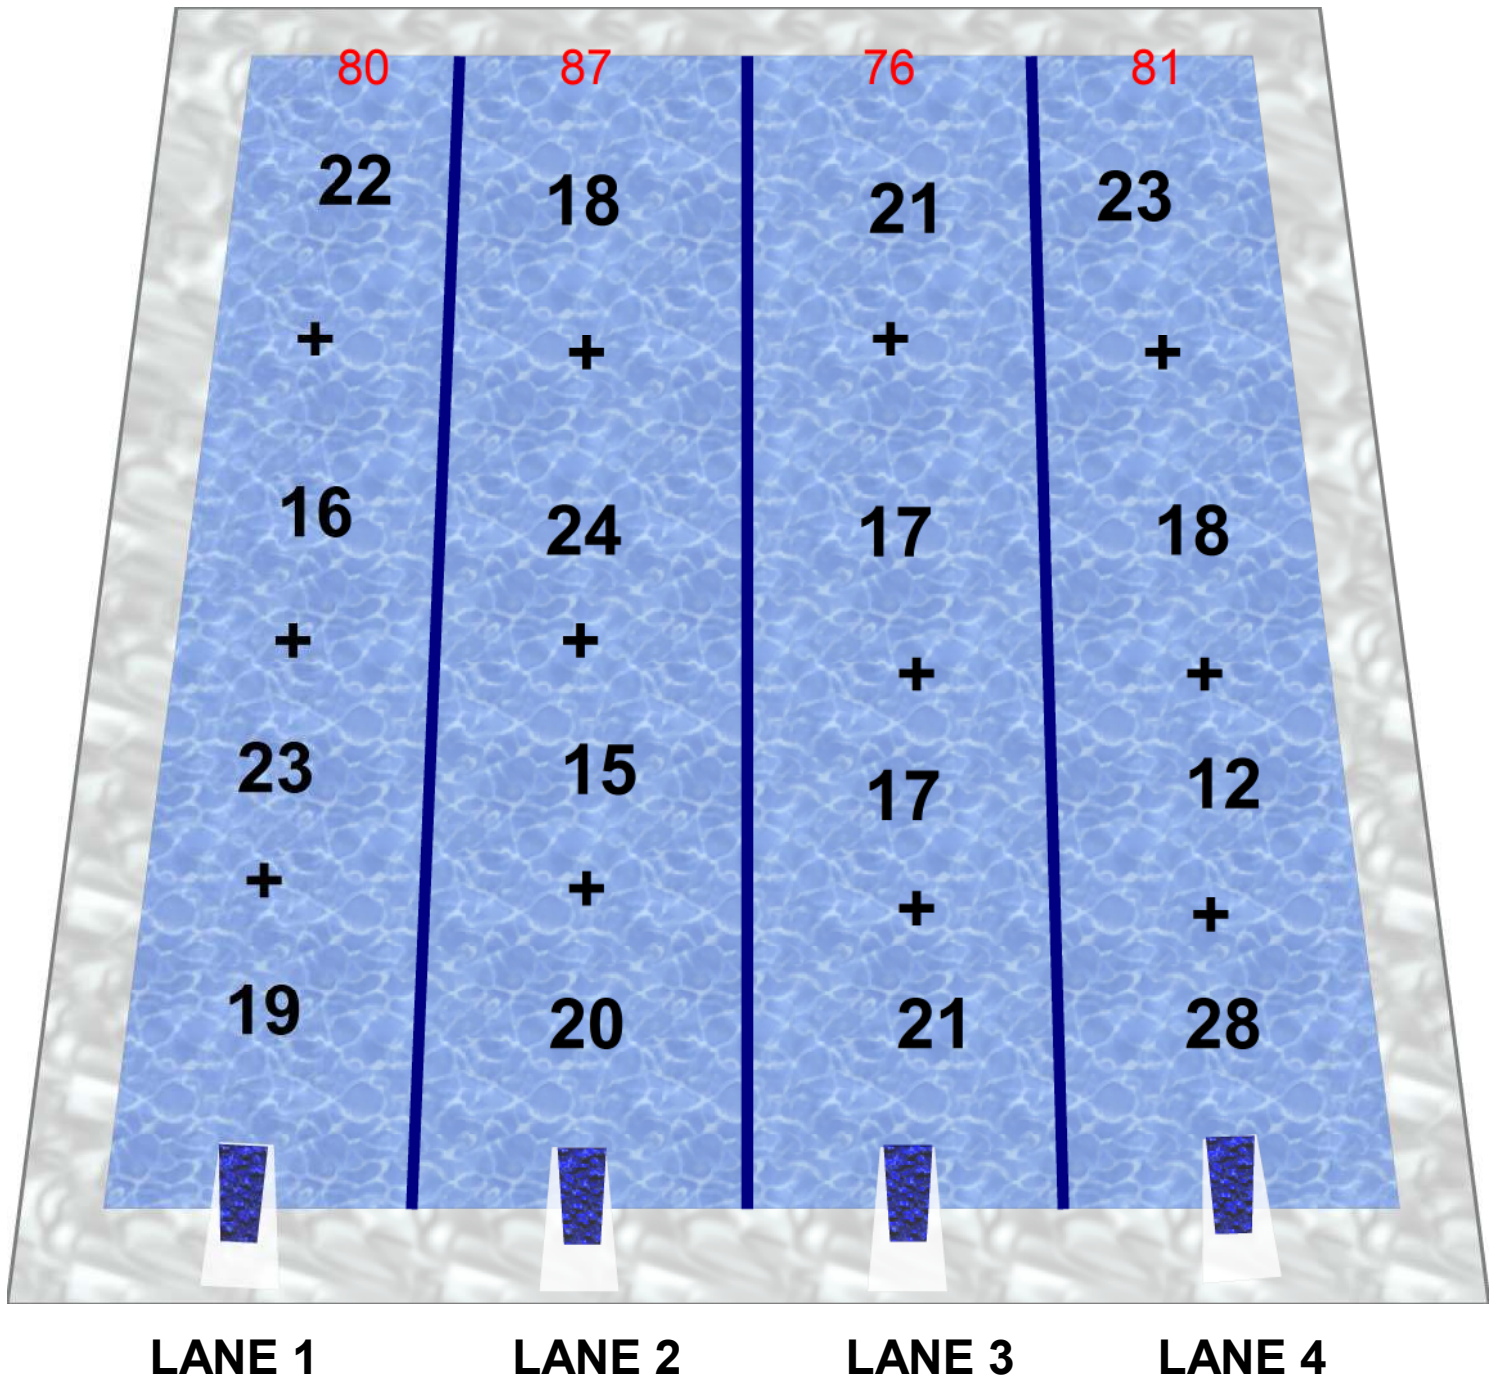 80 87 76 81
22 18 21 23
+ + + +
16 24 17 18
+ + + +
23 15 17 12
+ + + +
19 20 21 28
LANE 1 LANE 2 LANE 3 LANE 4